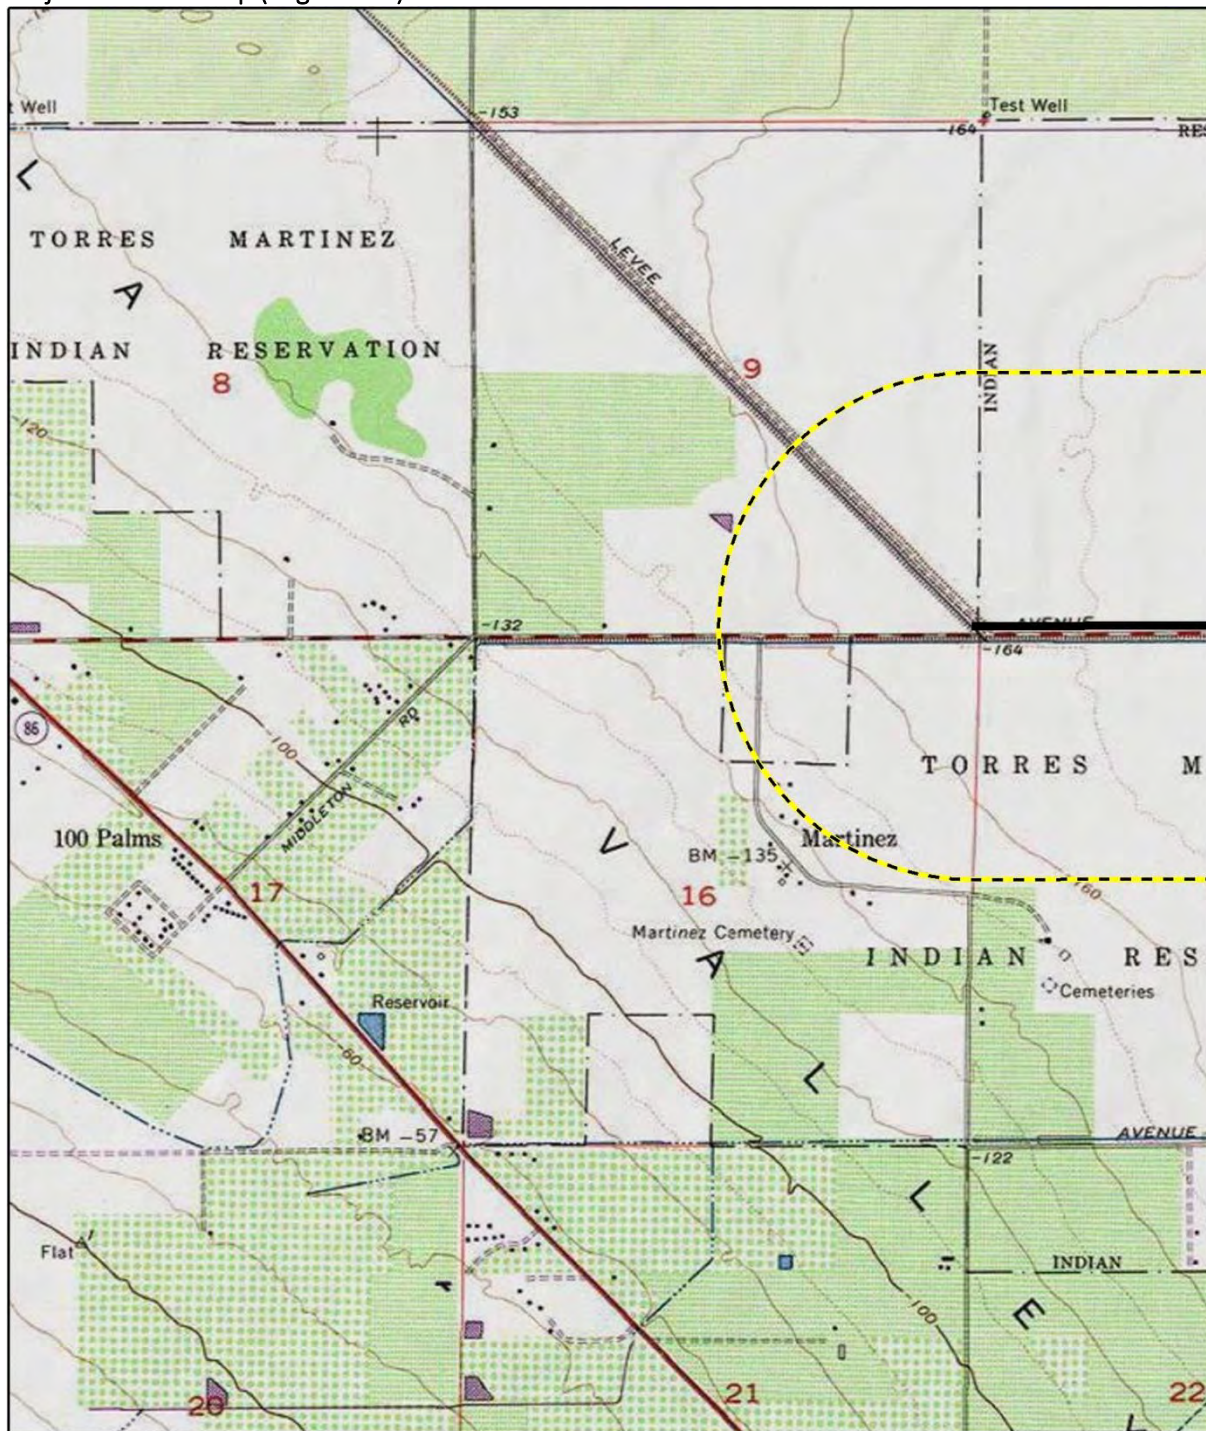 t Well
-153
Test Well
-164
RES
L
TORRES MARTINEZ
LEVEE
A
INDIAN RESERVATION
8
9
INDIAN
-120
-132
AVENUE
-164
86
RD
-100
TORRES M
MIDDLETON
100 Palms
V
Martinez
BM -135
17
16
-160
Martinez Cemetery
A
INDIAN RES
Cemeteries
Reservoir
L
-60
BM -57
AVENUE
-122
L
Flat
INDIAN
E
-100
20
21
22
L